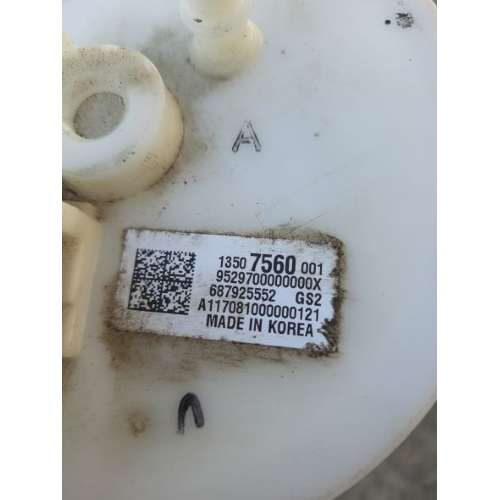 A
1350 7560 001
9529700000000X
687925552 GS2
A117081000000121
MADE IN KOREA